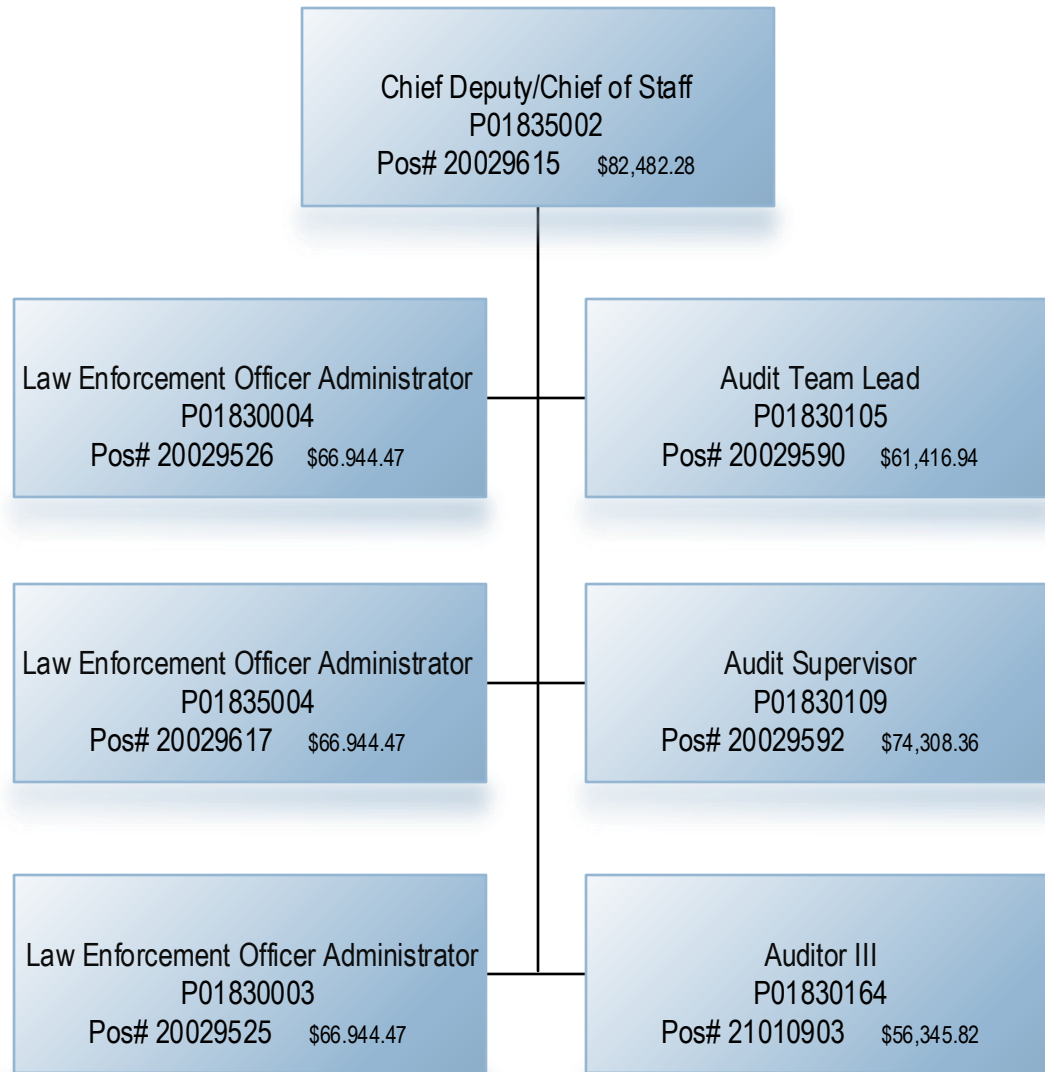 Chief Deputy/Chief of Staff
P01835002
Pos# 20029615 $82,482.28
Law Enforcement Officer Administrator
P01830004
Pos# 20029526 $66.944.47
Audit Team Lead
P01830105
Pos# 20029590 $61,416.94
Law Enforcement Officer Administrator
P01835004
Pos# 20029617 $66.944.47
Audit Supervisor
P01830109
Pos# 20029592 $74,308.36
Law Enforcement Officer Administrator
P01830003
Pos# 20029525 $66.944.47
Auditor III
P01830164
Pos# 21010903 $56,345.82